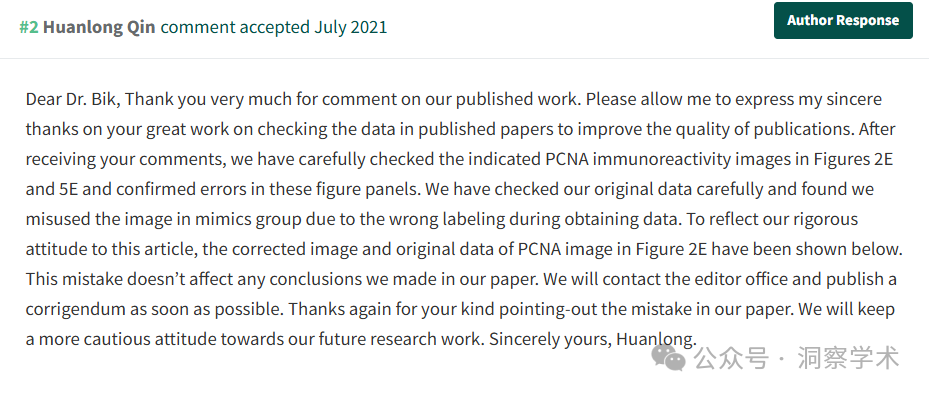 #2 Huanlong Qin comment accepted July 2021
Author Response
Dear Dr. Bik, Thank you very much for comment on our published work. Please allow me to express my sincere
thanks on your great work on checking the data in published papers to improve the quality of publications. After
receiving your comments, we have carefully checked the indicated PCNA immunoreactivity images in Figures 2E
and 5E and confirmed errors in these figure panels. We have checked our original data carefully and found we
misused the image in mimics group due to the wrong labeling during obtaining data. To reflect our rigorous
attitude to this article, the corrected image and original data of PCNA image in Figure 2E have been shown below.
This mistake doesn’t affect any conclusions we made in our paper. We will contact the editor office and publish a
corrigendum as soon as possible. Thanks again for your kind pointing-out the mistake in our paper. We will keep
a more cautious attitude towards our future research work. Sincerely yours, Huanlong.
公众号 · 洞察学术